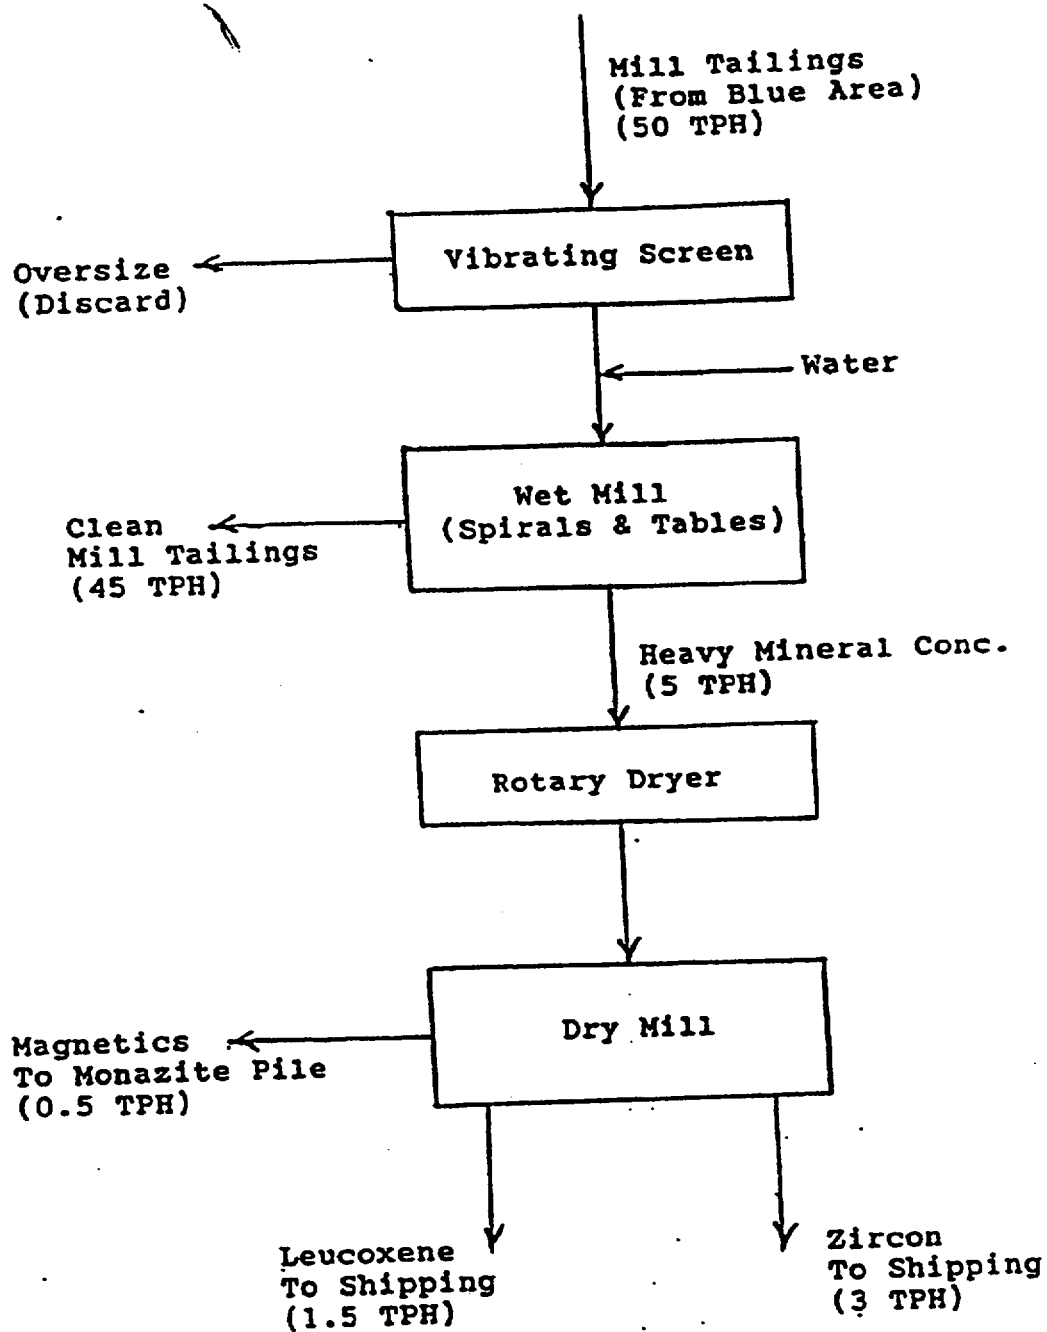 Mill Tailings
(From Blue Area)
(50 TPH)
Vibrating Screen
Oversize
(Discard)
Water
Wet Mill
(Spirals & Tables)
Clean
Mill Tailings
(45 TPH)
Heavy Mineral Conc.
(5 TPH)
Rotary Dryer
Dry Mill
Magnetics
To Monazite Pile
(0.5 TPH)
Leucoxene
To Shipping
(1.5 TPH)
Zircon
To Shipping
(3 TPH)